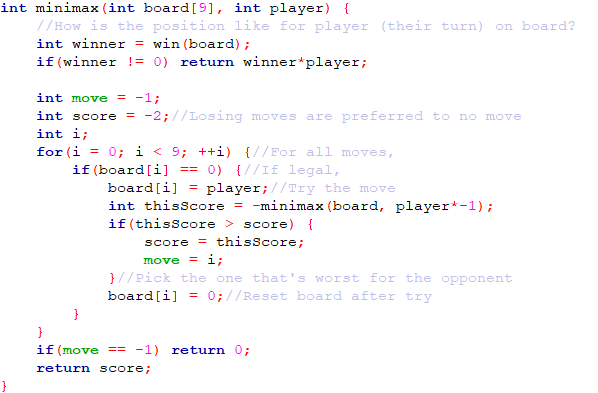 int minimax(int board[9], int player) {
    //How is the position like for player (their turn) on board?
    int winner = win(board);
    if(winner != 0) return winner*player;

    int move = -1;
    int score = -2;//Losing moves are preferred to no move
    int i;
    for(i = 0; i < 9; ++i) {//For all moves,
        if(board[i] == 0) {//If legal,
            board[i] = player;//Try the move
            int thisScore = -minimax(board, player*-1);
            if(thisScore > score) {
                score = thisScore;
                move = i;
            }//Pick the one that's worst for the opponent
            board[i] = 0;//Reset board after try
        }
    }
    if(move == -1) return 0;
    return score;
}